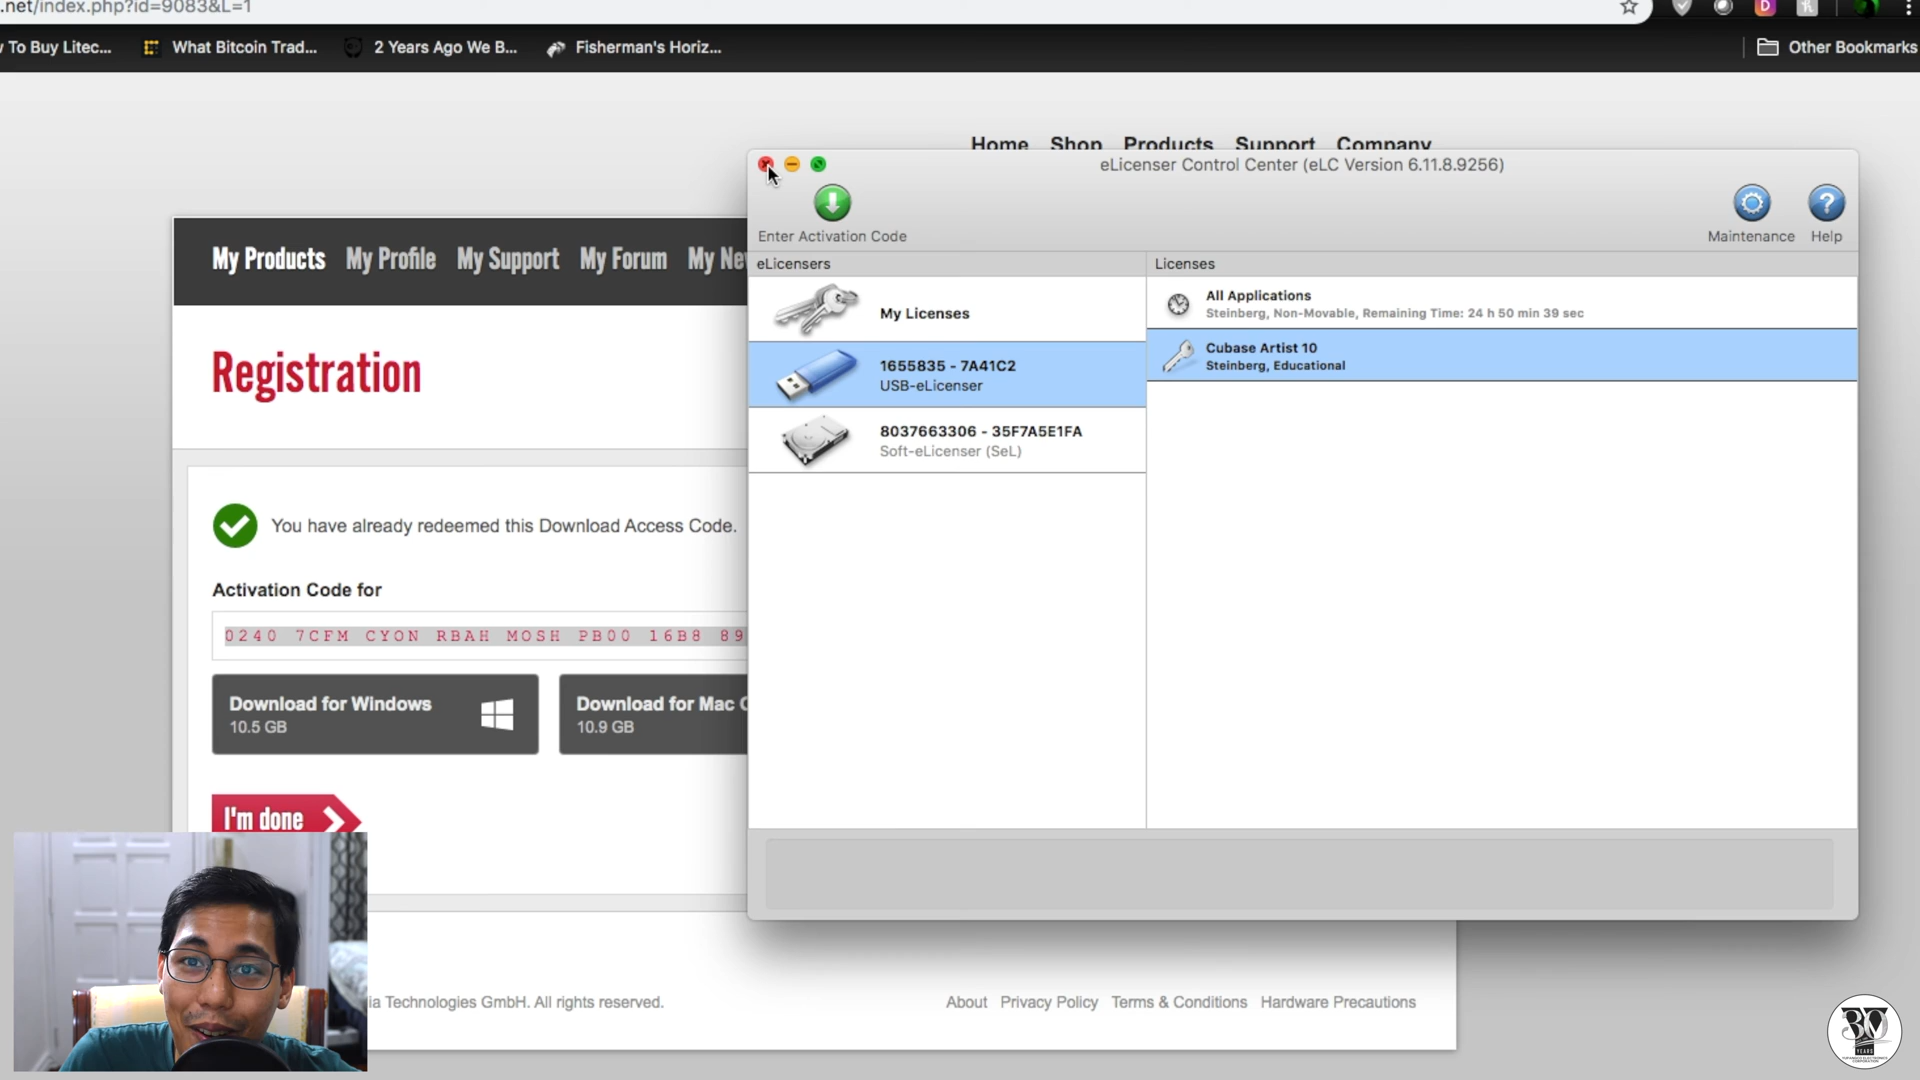 .net/index.php?id=9083&L=1
To Buy Litec...
What Bitcoin Trad...
2 Years Ago We B...
Fisherman's Horiz...
Other Bookmarks
Home Shop Products Support Company
eLicenser Control Center (eLC Version 6.11.8.9256)
Enter Activation Code
Maintenance
Help
eLicensers
Licenses
My Licenses
1655835 - 7A41C2
USB-eLicenser
8037663306 - 35F7A5E1FA
Soft-eLicenser (SeL)
All Applications
Steinberg, Non-Movable, Remaining Time: 24 h 50 min 39 sec
Cubase Artist 10
Steinberg, Educational
My Products My Profile My Support My Forum My Ne
Registration
You have already redeemed this Download Access Code.
Activation Code for
0240 7CFM CYON RBAH MOSH PB00 16B8 89
Download for Windows
10.5 GB
Download for Mac
10.9 GB
I'm done
ia Technologies GmbH. All rights reserved.
About Privacy Policy Terms & Conditions Hardware Precautions
30
YEARS